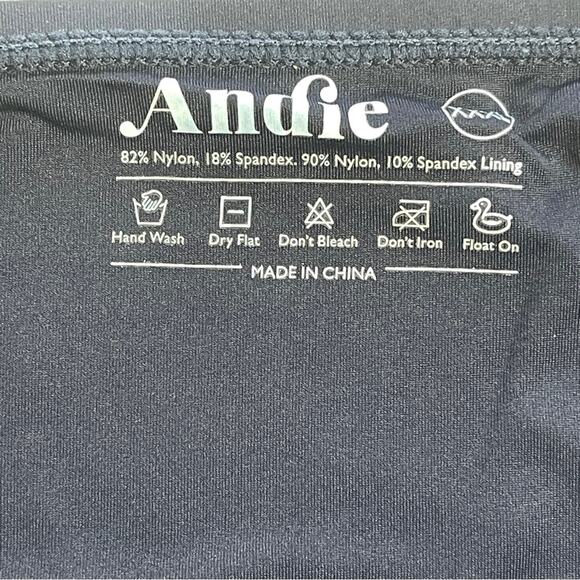 Andie
82% Nylon, 18% Spandex. 90% Nylon, 10% Spandex Lining
Hand Wash Dry Flat Don't Bleach Don't Iron Float On
MADE IN CHINA